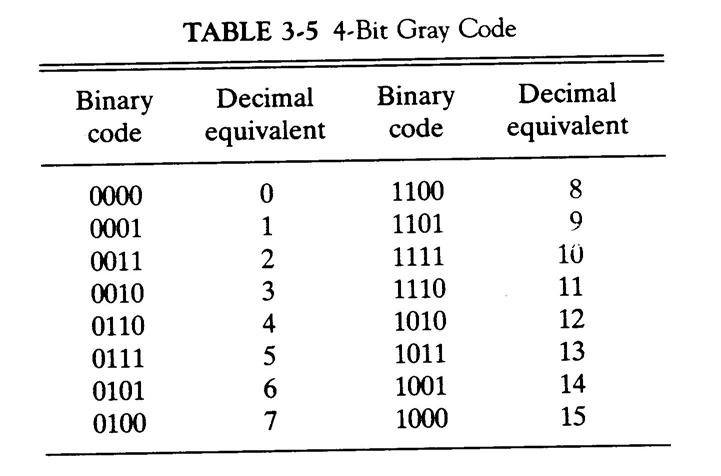 TABLE 3-5 4-Bit Gray Code
Binary code Decimal equivalent Binary code Decimal equivalent
0000 0 1100 8
0001 1 1101 9
0011 2 1111 10
0010 3 1110 11
0110 4 1010 12
0111 5 1011 13
0101 6 1001 14
0100 7 1000 15